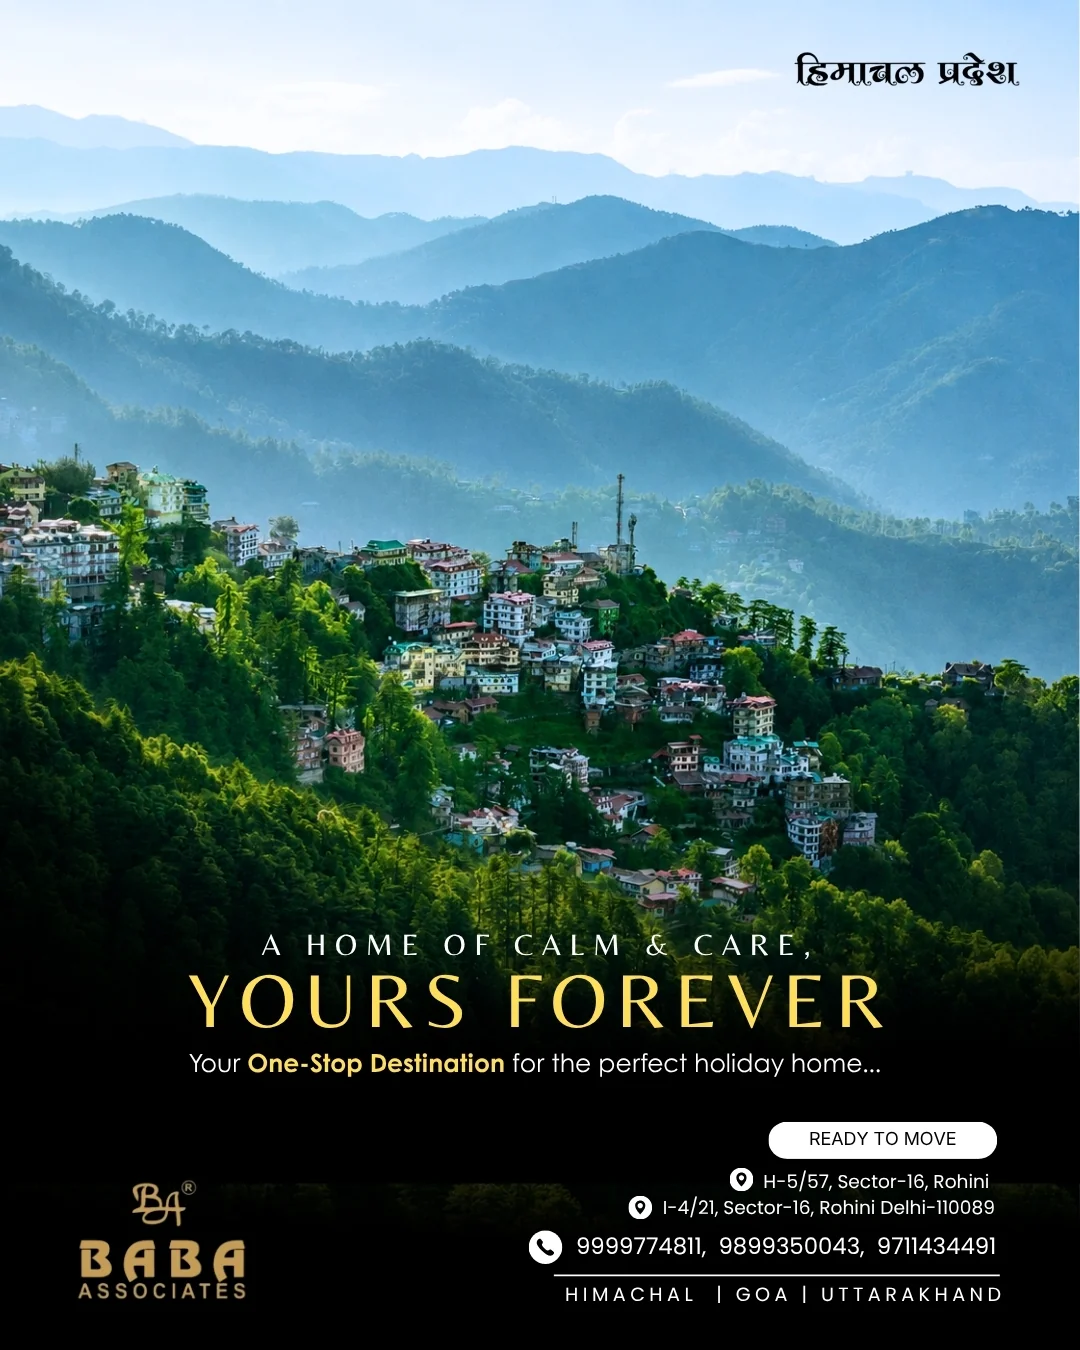 हिमाचल प्रदेश
A HOME OF CALM & CARE,
YOURS FOREVER
Your One-Stop Destination for the perfect holiday home...
READY TO MOVE
H-5/57, Sector-16, Rohini
I-4/21, Sector-16, Rohini Delhi-110089
9999774811, 9899350043, 9711434491
HIMACHAL | GOA | UTTARAKHAND
BA®
BABA
ASSOCIATES